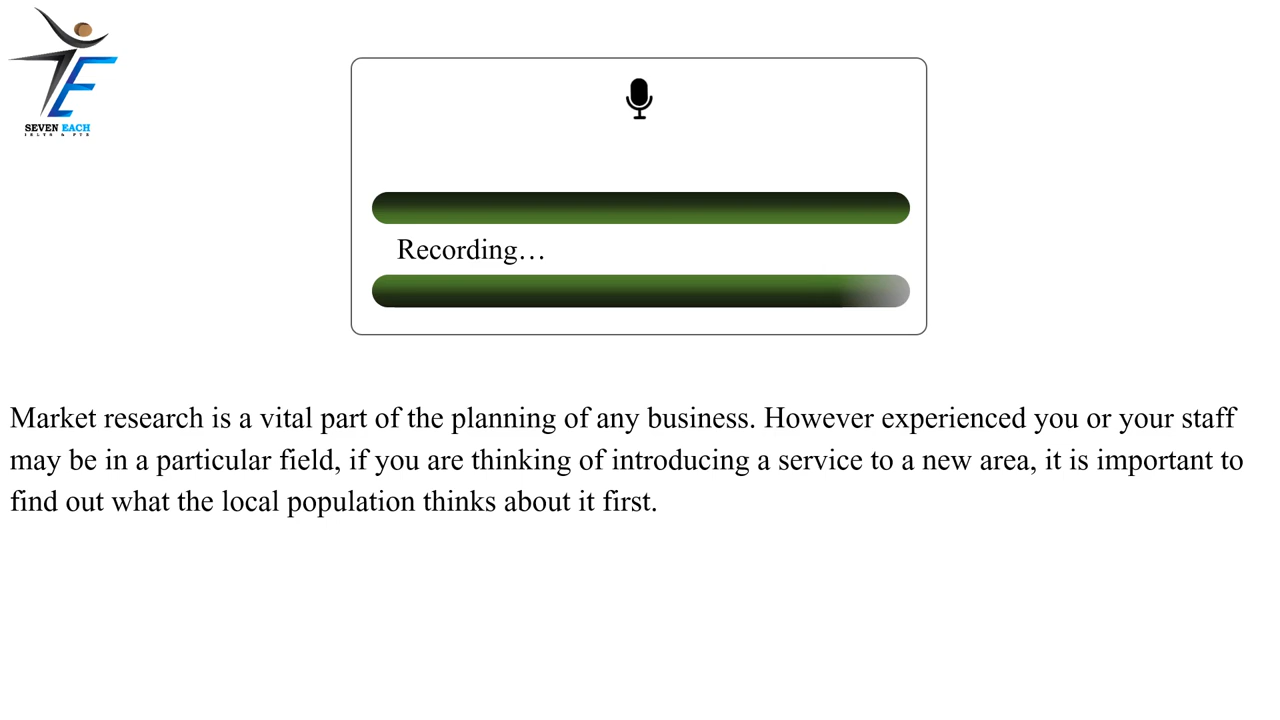 SEVEN EACH
IELTS & PTE
Recording…
Market research is a vital part of the planning of any business. However experienced you or your staff
may be in a particular field, if you are thinking of introducing a service to a new area, it is important to
find out what the local population thinks about it first.